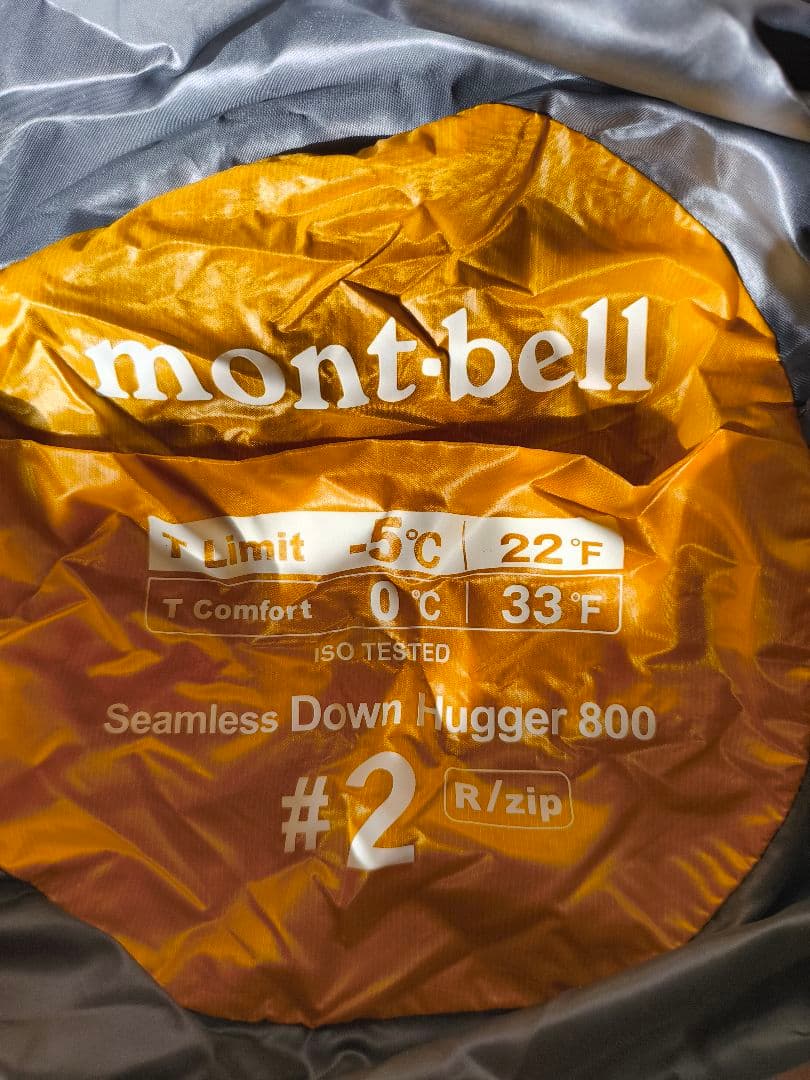 mont·bell
T Limit -5°C | 22°F
T Comfort 0°C | 33°F
ISO TESTED
Seamless Down Hugger 800
#2 R/zip